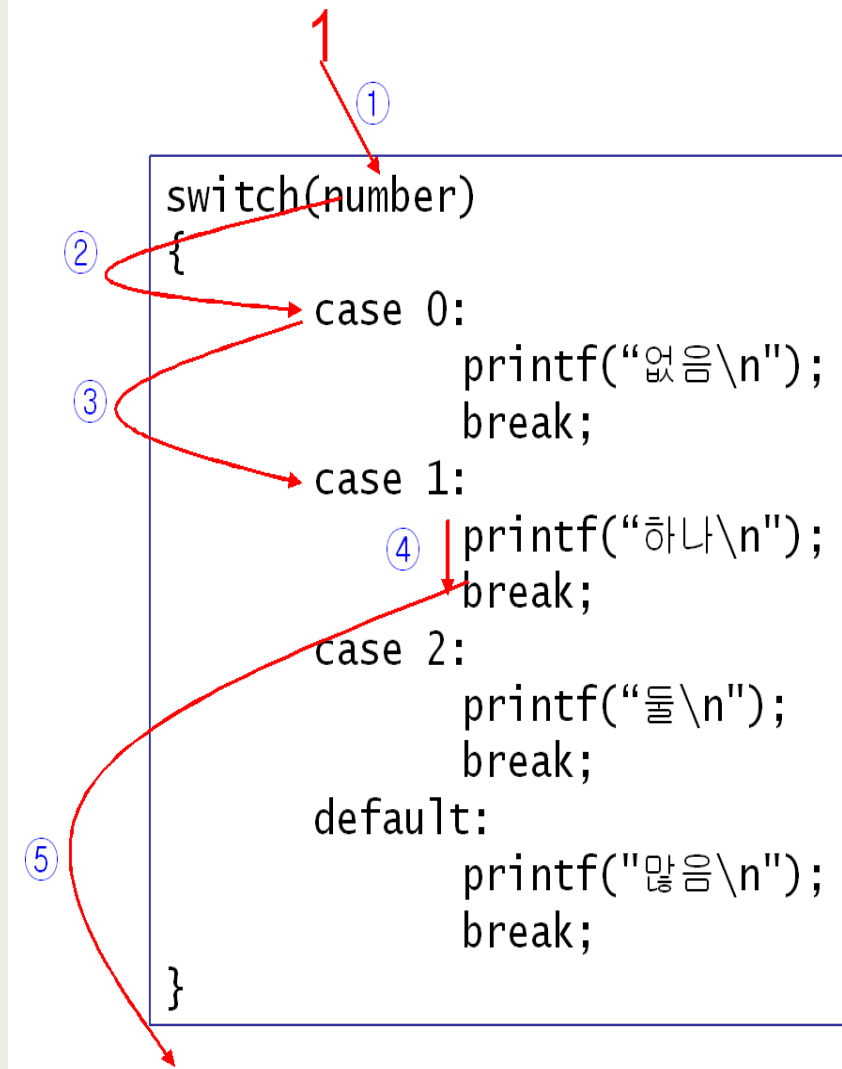 1
①
switch(number)
②
{
case 0:
printf(“없음\n");
③
break;
case 1:
④
printf(“하나\n");
break;
case 2:
printf(“둘\n");
break;
default:
⑤
printf("많음\n");
break;
}